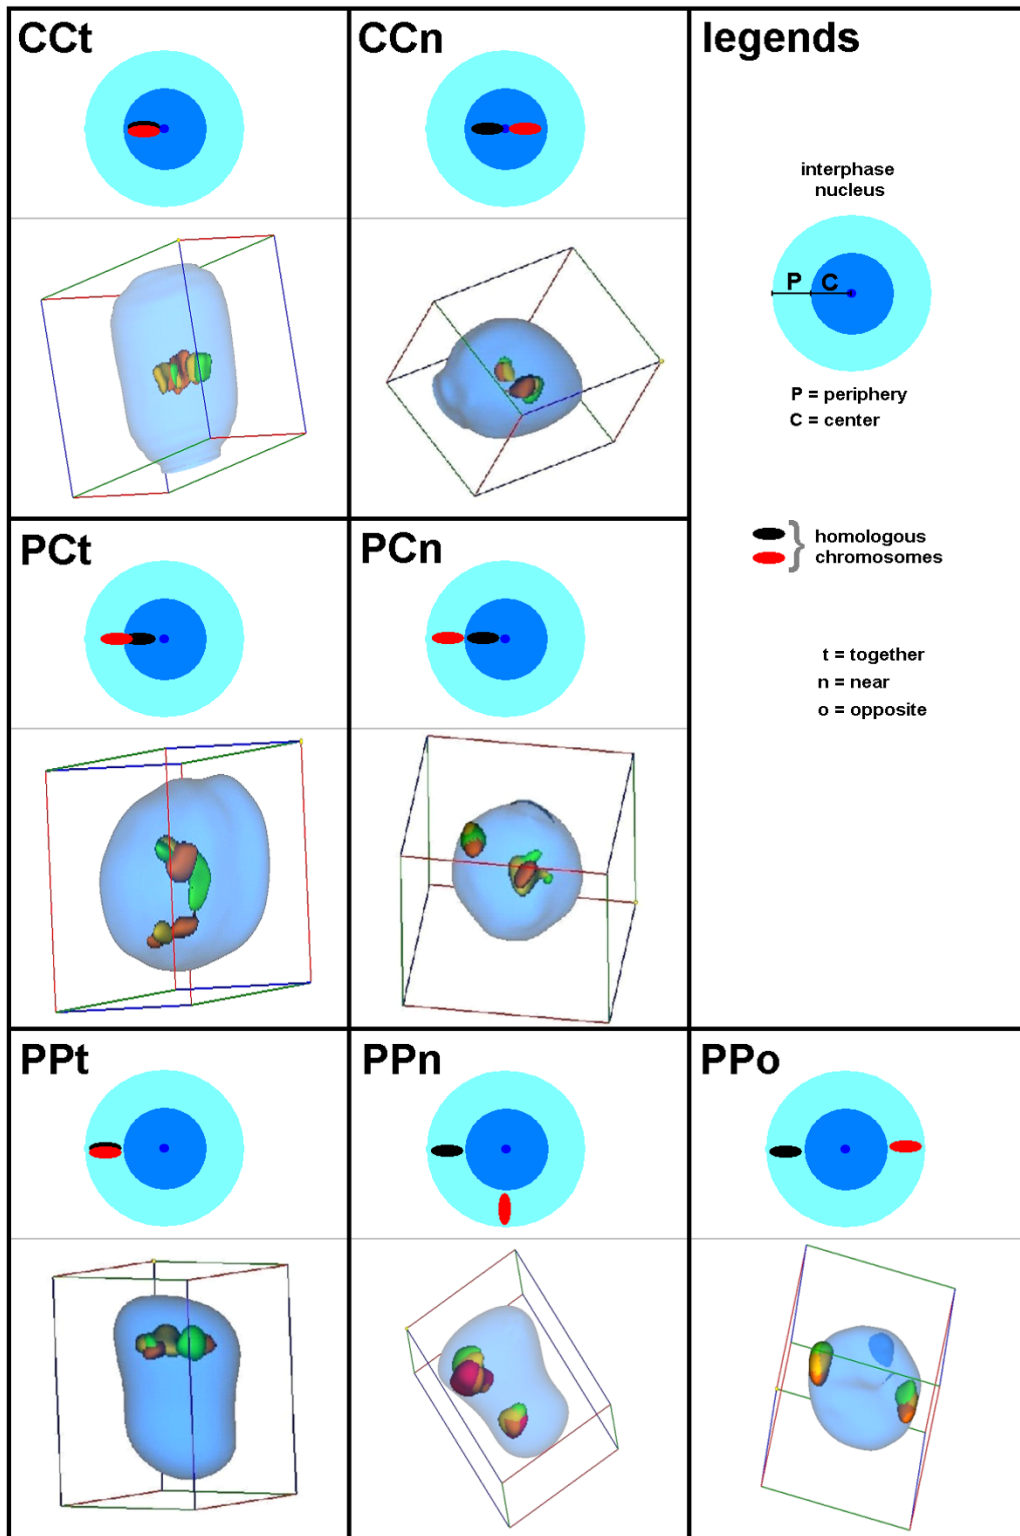 CCt
CCn
legends
interphase
nucleus
P C
P = periphery
C = center
homologous
chromosomes
t = together
n = near
o = opposite
PCt
PCn
PPt
PPn
PPo